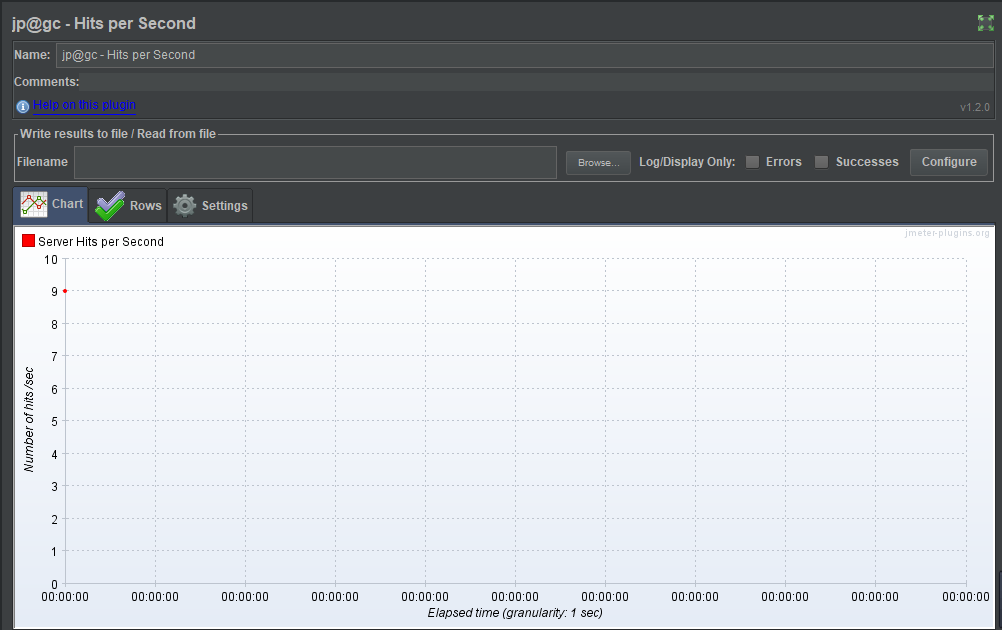 jp@gc - Hits per Second
Name: jp@gc - Hits per Second
Comments:
Help on this plugin
v1.2.0
Write results to file / Read from file
Filename Browse... Log/Display Only: Errors Successes Configure
Chart Rows Settings
jmeter-plugins.org
Server Hits per Second
10
9
8
7
6
5
4
3
2
1
0
Number of hits /sec
00:00:00 00:00:00 00:00:00 00:00:00 00:00:00 00:00:00 00:00:00 00:00:00 00:00:00 00:00:00 00:00:00
Elapsed time (granularity: 1 sec)